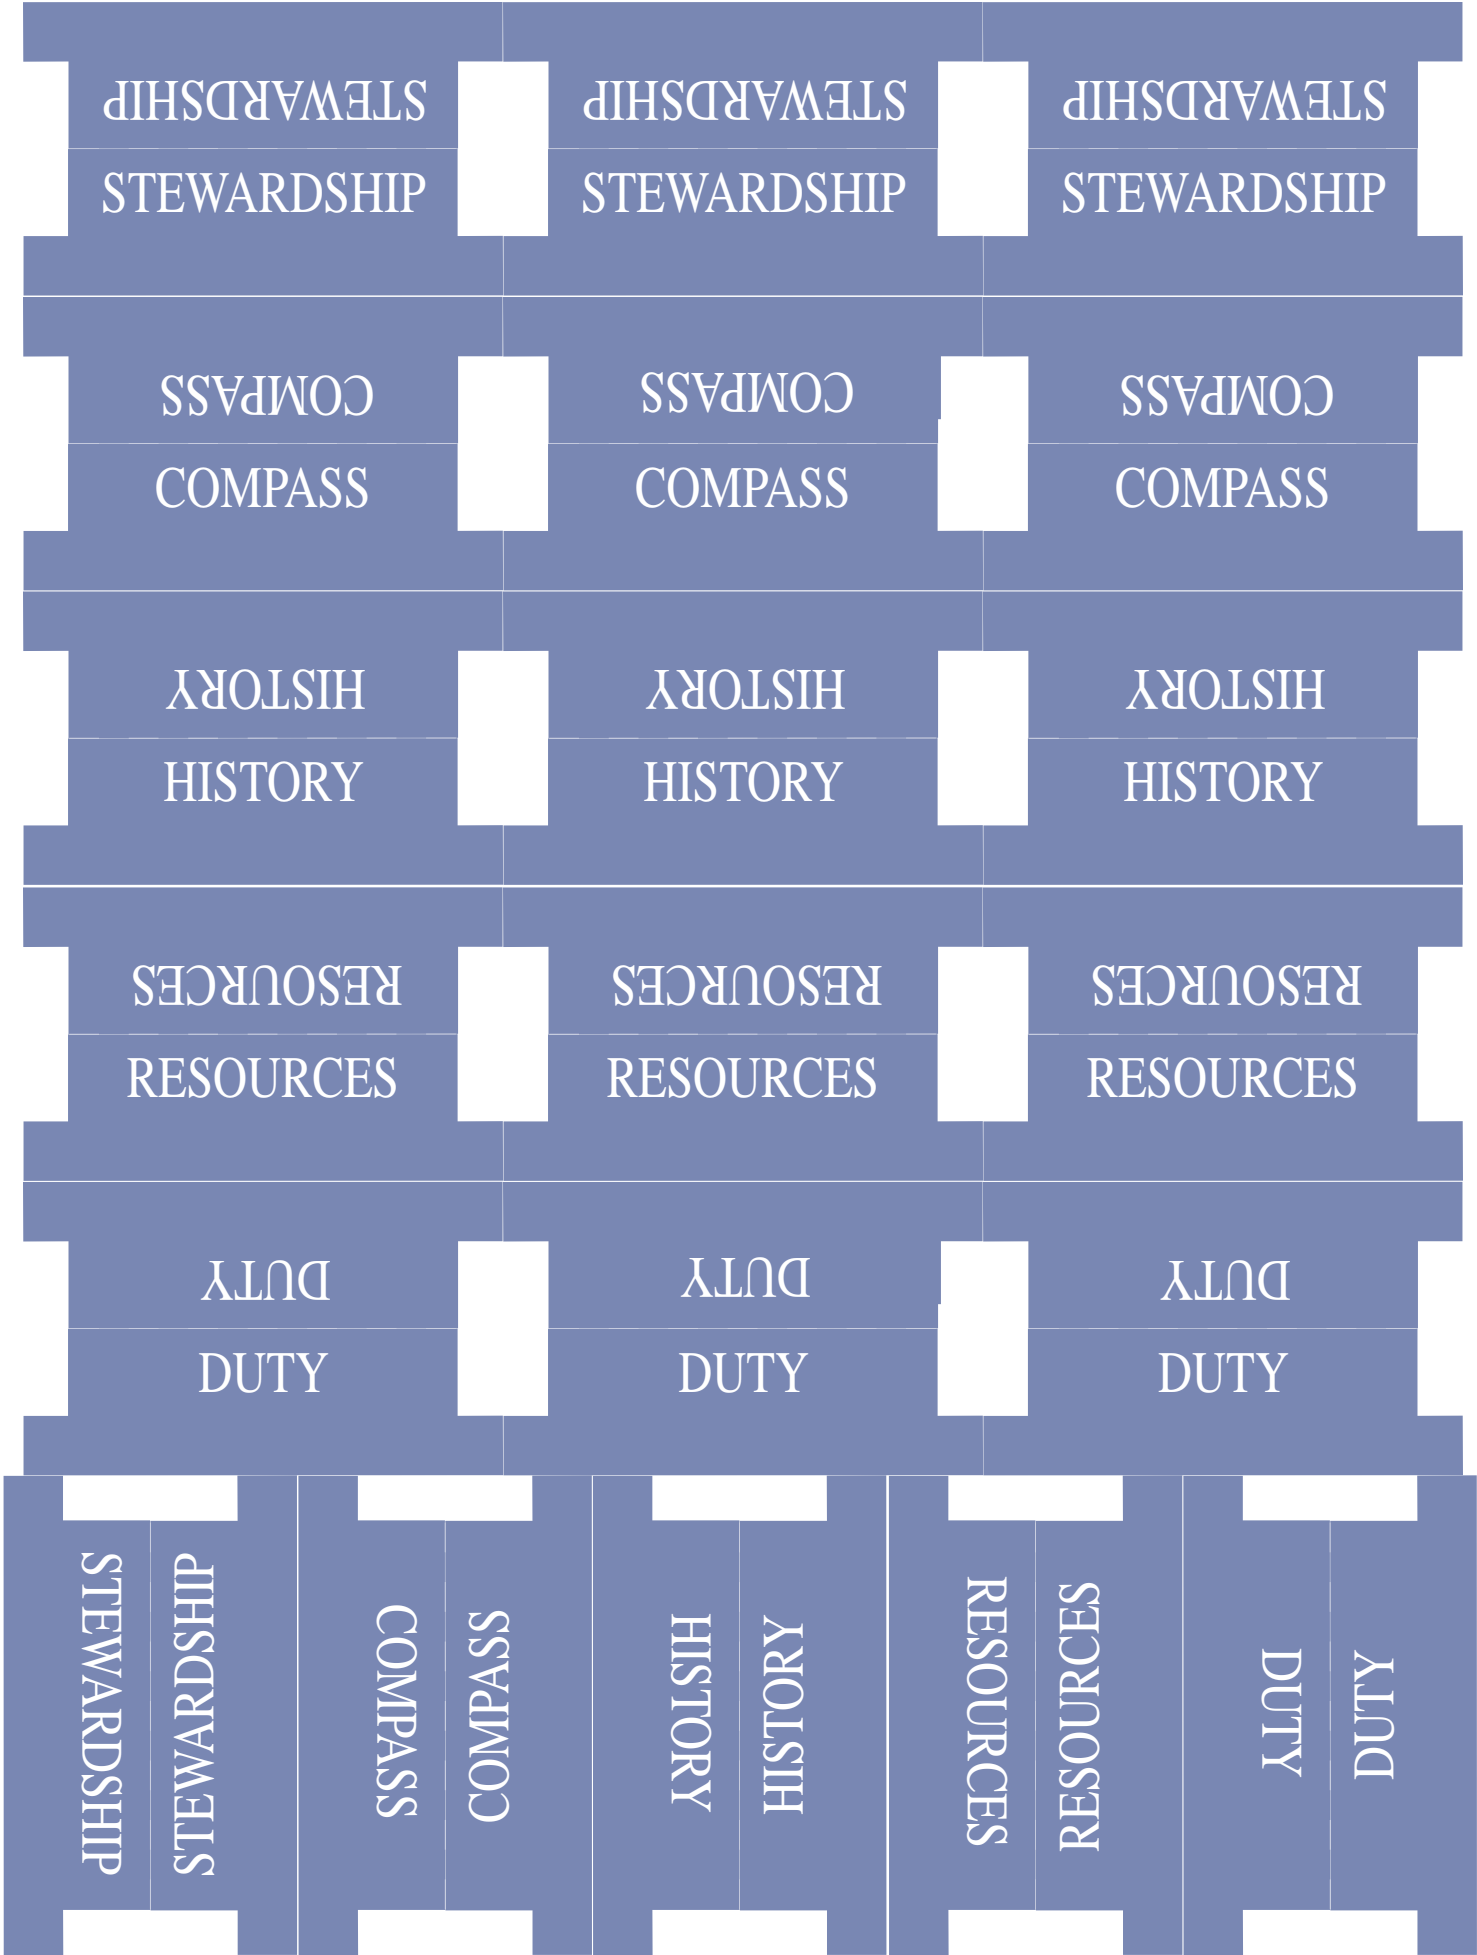 STEWARDSHIP STEWARDSHIP STEWARDSHIP
STEWARDSHIP STEWARDSHIP STEWARDSHIP
COMPASS COMPASS COMPASS
COMPASS COMPASS COMPASS
HISTORY HISTORY HISTORY
HISTORY HISTORY HISTORY
RESOURCES RESOURCES RESOURCES
RESOURCES RESOURCES RESOURCES
DUTY DUTY DUTY
DUTY DUTY DUTY
STEWARDSHIP
STEWARDSHIP
COMPASS
COMPASS
HISTORY
HISTORY
RESOURCES
RESOURCES
DUTY
DUTY